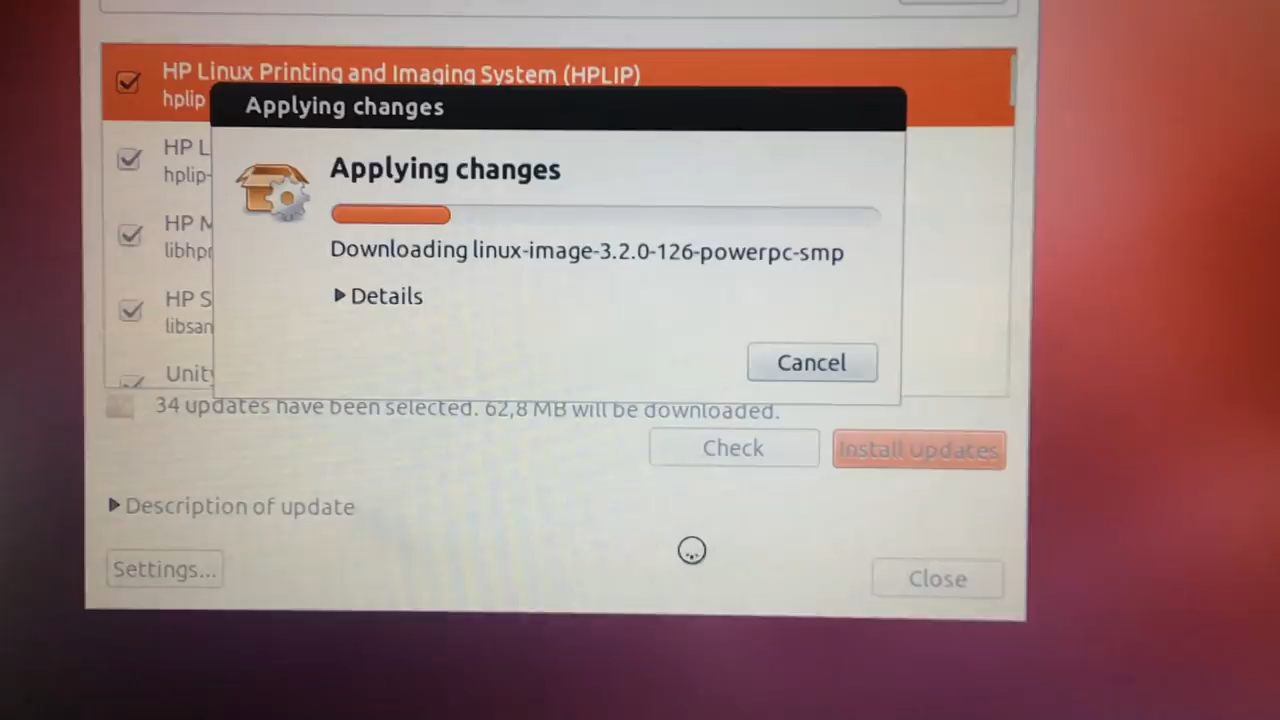 HP Linux Printing and Imaging System (HPLIP)
hplip
Applying changes
HP L
hplip-
Applying changes
HP M
libhpm
Downloading linux-image-3.2.0-126-powerpc-smp
Details
HP S
libsan
Cancel
Unit
34 updates have been selected. 62,8 MB will be downloaded.
Check
Install updates
Description of update
Settings...
Close